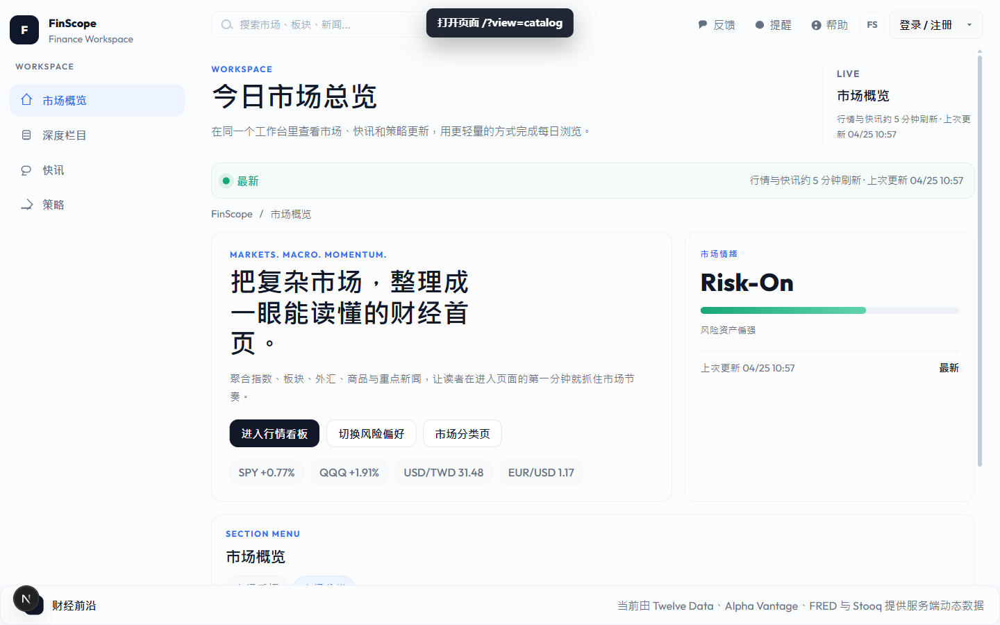 F
FinScope
Finance Workspace
WORKSPACE
市场概览
深度栏目
快讯
策略
搜索市场、板块、新闻...
打开页面 /?view=catalog
反馈
提醒
帮助
FS
登录 / 注册
WORKSPACE
今日市场总览
在同一个工作台里查看市场、快讯和策略更新，用更轻量的方式完成每日浏览。
LIVE
市场概览
行情与快讯约 5 分钟刷新 · 上次更
新 04/25 10:57
最新
行情与快讯约 5 分钟刷新 · 上次更新 04/25 10:57
FinScope / 市场概览
MARKETS. MACRO. MOMENTUM.
把复杂市场，整理成
一眼能读懂的财经首
页。
聚合指数、板块、外汇、商品与重点新闻，让读者在进入页面的第一分钟就抓住市场节
奏。
进入行情看板
切换风险偏好
市场分类页
SPY +0.77%
QQQ +1.91%
USD/TWD 31.48
EUR/USD 1.17
市场情绪
Risk-On
风险资产偏强
上次更新 04/25 10:57
最新
SECTION MENU
市场概览
N
财经前沿
当前由 Twelve Data、Alpha Vantage、FRED 与 Stooq 提供服务端动态数据